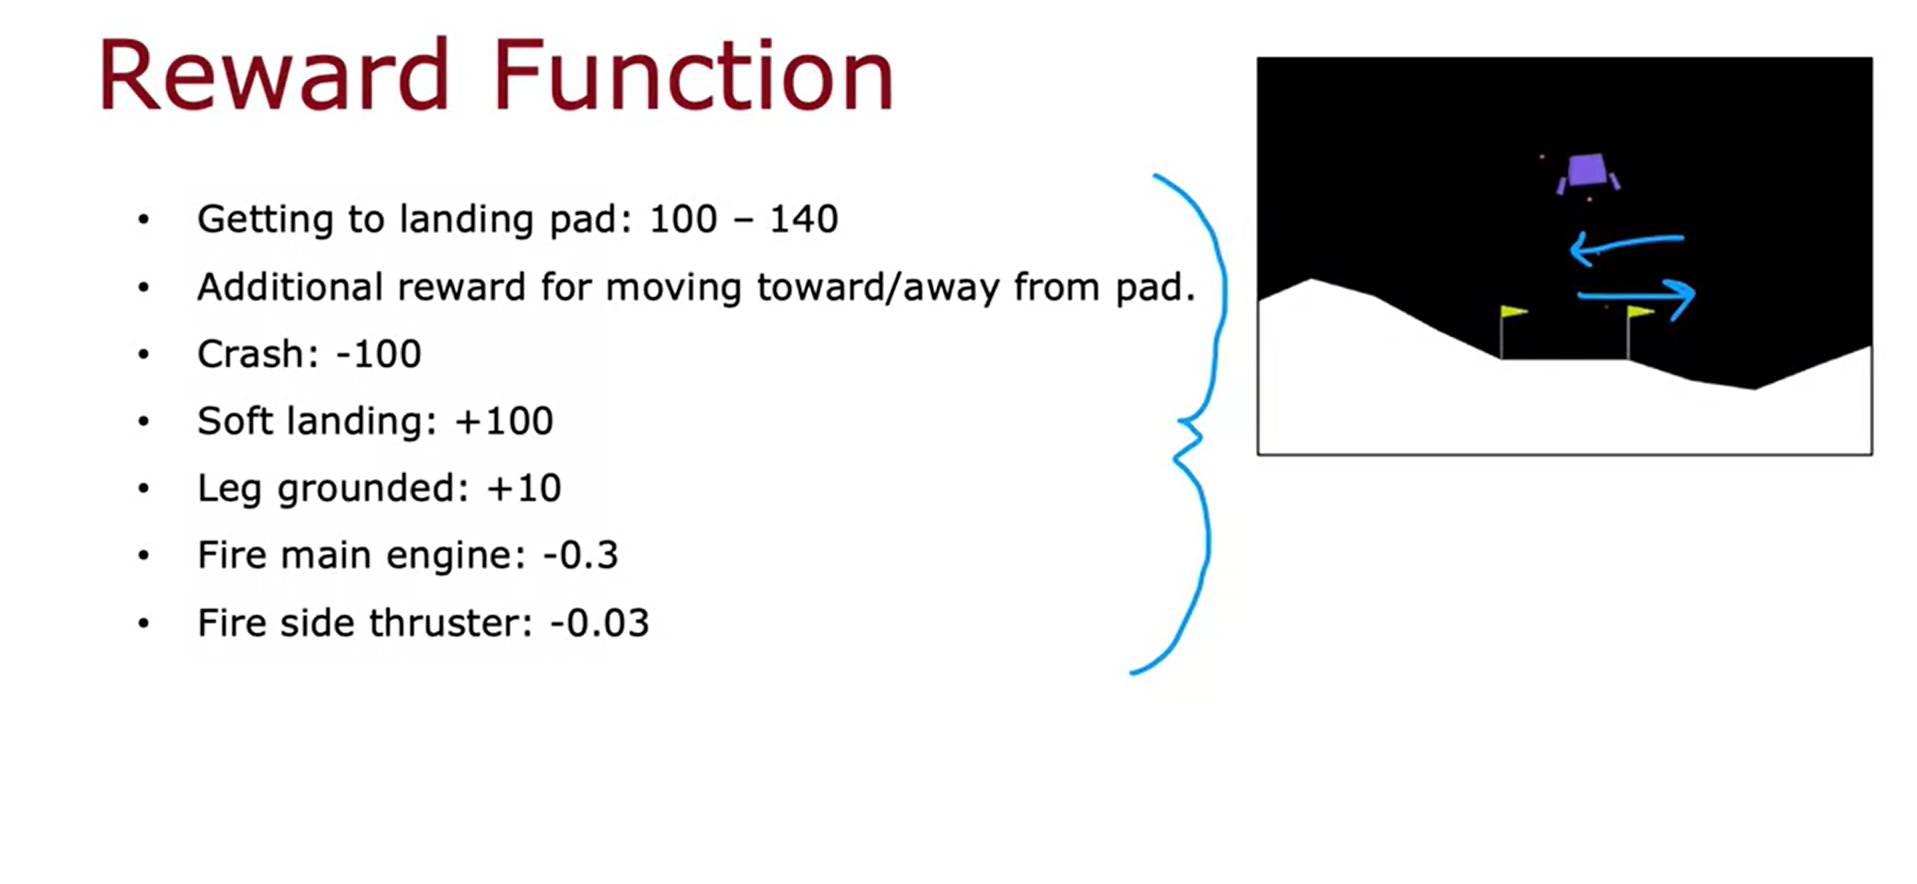 Reward Function
• Getting to landing pad: 100 – 140
• Additional reward for moving toward/away from pad.
• Crash: -100
• Soft landing: +100
• Leg grounded: +10
• Fire main engine: -0.3
• Fire side thruster: -0.03